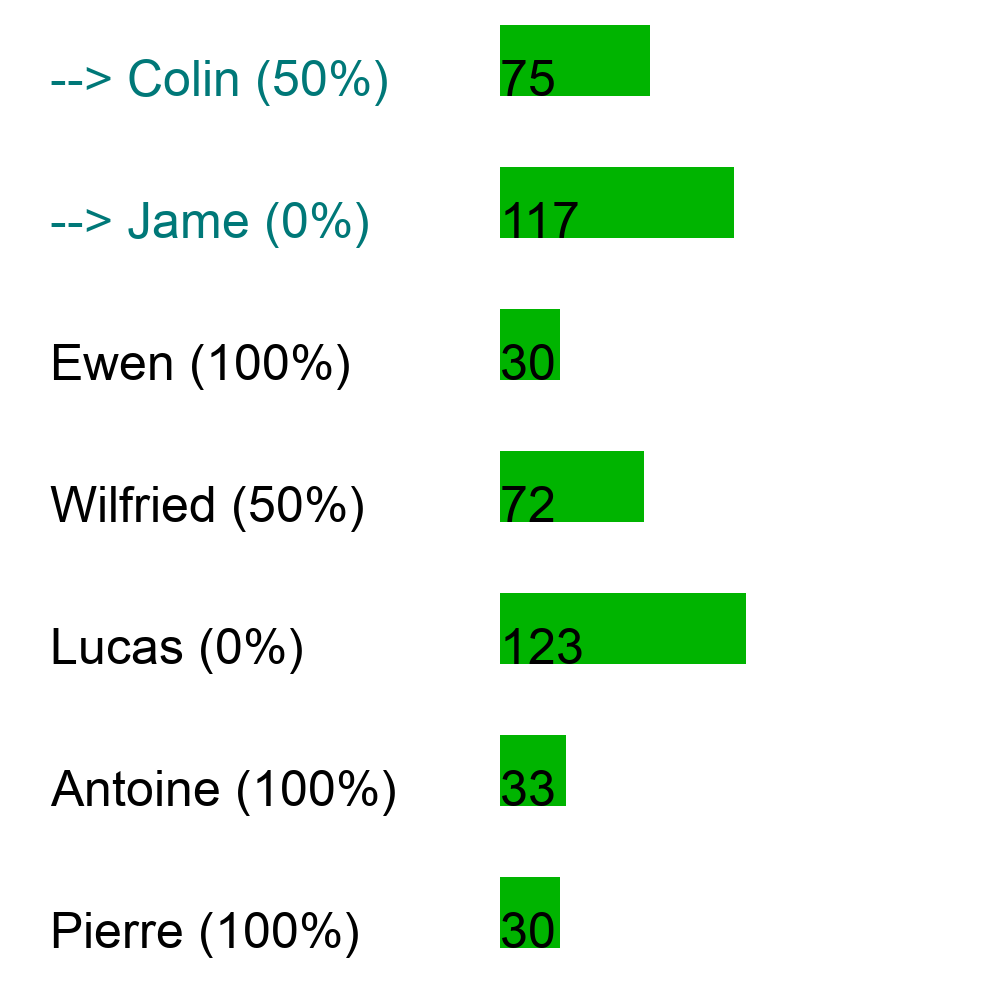 --> Colin (50%) 75
--> Jame (0%) 117
Ewen (100%) 30
Wilfried (50%) 72
Lucas (0%) 123
Antoine (100%) 33
Pierre (100%) 30